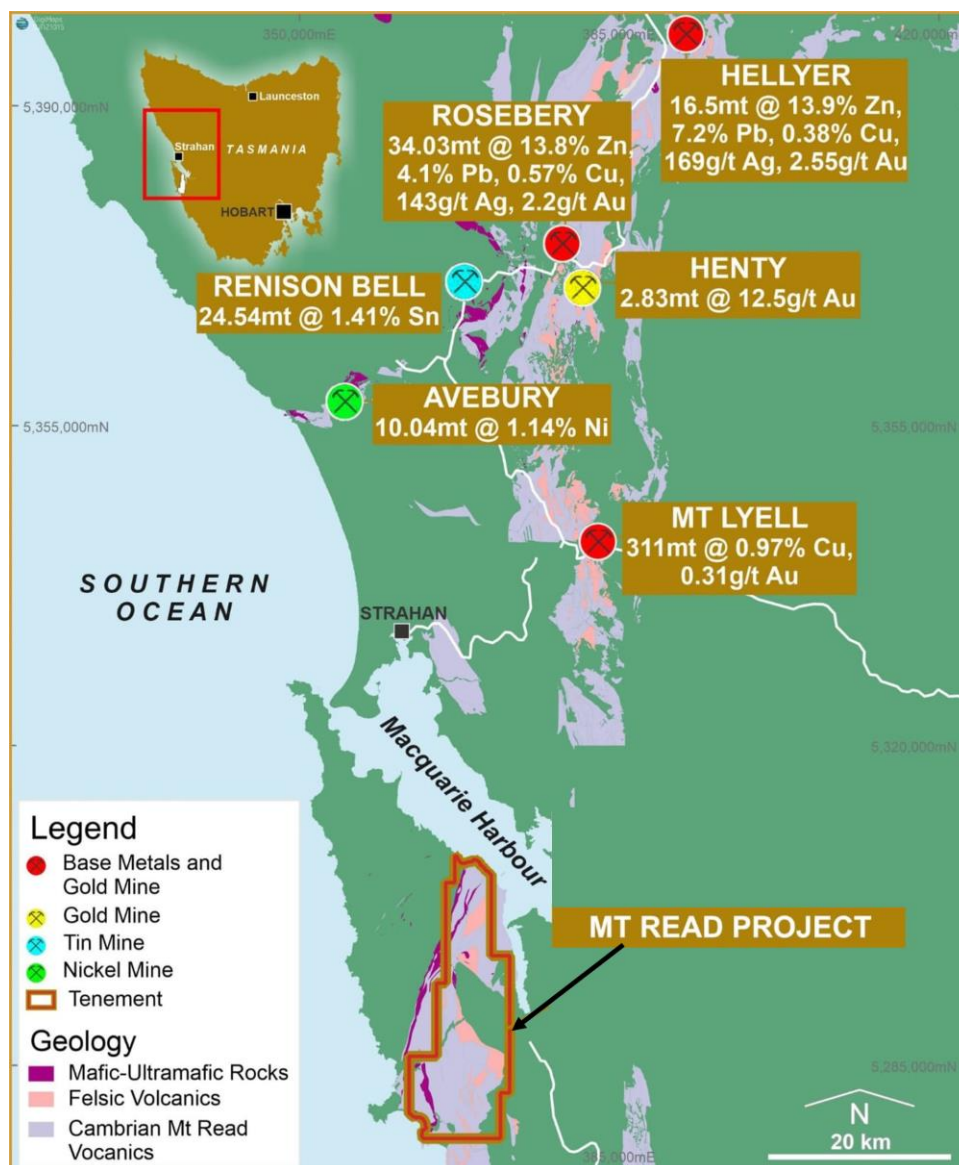 350,000mE
385,000mE
420,000mE
5,390,000mN
Launceston
Strahan
TASMANIA
HOBART
ROSEBERY
34.03mt @ 13.8% Zn,
4.1% Pb, 0.57% Cu,
143g/t Ag, 2.2g/t Au
HELLYER
16.5mt @ 13.9% Zn,
7.2% Pb, 0.38% Cu,
169g/t Ag, 2.55g/t Au
RENISON BELL
24.54mt @ 1.41% Sn
HENTY
2.83mt @ 12.5g/t Au
AVEBURY
10.04mt @ 1.14% Ni
5,355,000mN
5,355,000mN
MT LYELL
311mt @ 0.97% Cu,
0.31g/t Au
SOUTHERN
OCEAN
STRAHAN
Macquarie Harbour
5,320,000mN
MT READ PROJECT
Legend
Base Metals and
Gold Mine
Gold Mine
Tin Mine
Nickel Mine
Tenement
Geology
Mafic-Ultramafic Rocks
Felsic Volcanics
Cambrian Mt Read
Vocanics
5,285,000mN
385,000mE
N
20 km